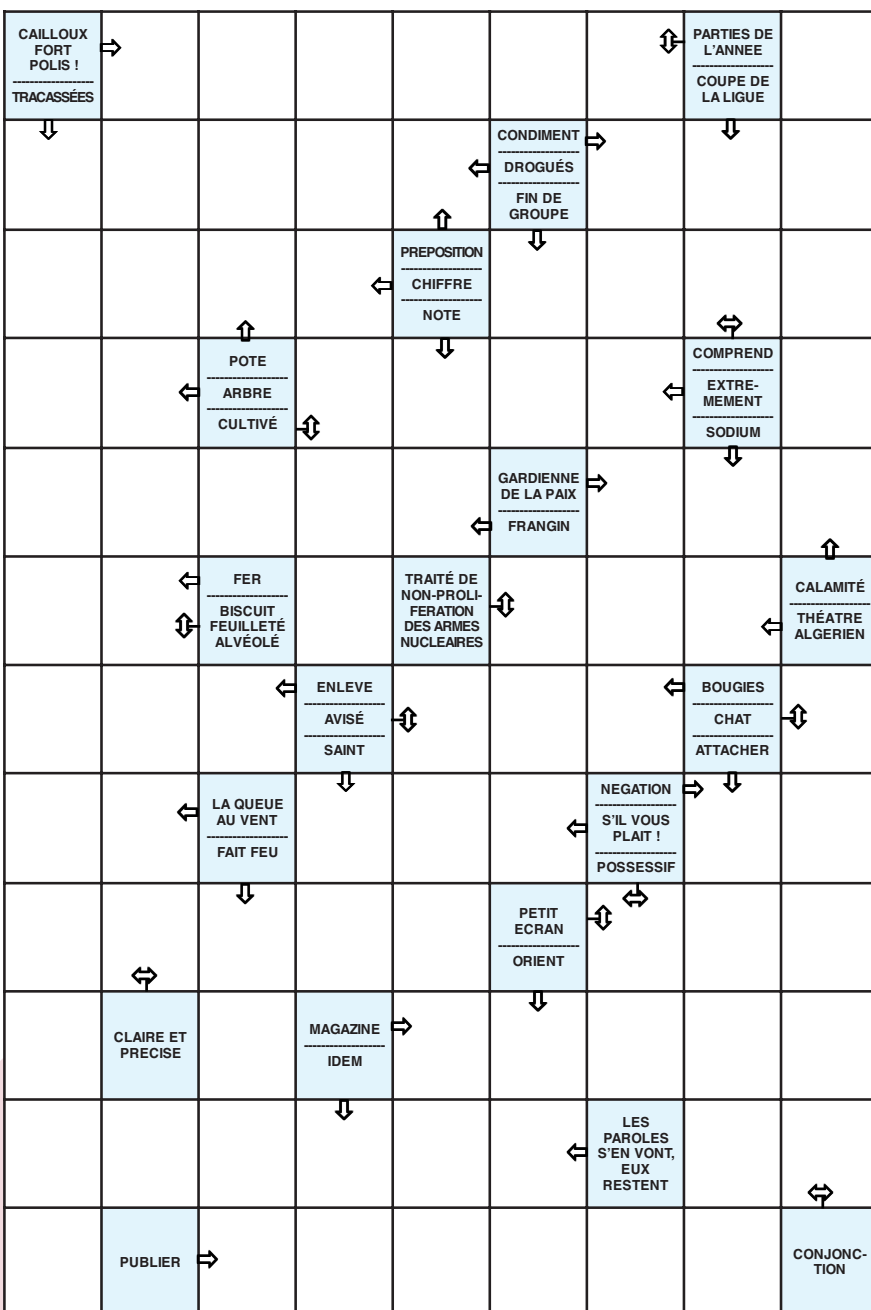 CAILLOUX
FORT
POLIS !
TRACASSÉES
PARTIES DE
L'ANNEE
COUPE DE
LA LIGUE
CONDIMENT
DROGUÉS
FIN DE
GROUPE
PREPOSITION
CHIFFRE
NOTE
POTE
ARBRE
CULTIVÉ
COMPREND
EXTRE-
MEMENT
SODIUM
GARDIENNE
DE LA PAIX
FRANGIN
FER
BISCUIT
FEUILLETÉ
ALVÉOLÉ
TRAITÉ DE
NON-PROLI-
FERATION
DES ARMES
NUCLEAIRES
CALAMITÉ
THÉATRE
ALGERIEN
ENLEVE
AVISÉ
SAINT
BOUGIES
CHAT
ATTACHER
LA QUEUE
AU VENT
FAIT FEU
NEGATION
S'IL VOUS
PLAIT !
POSSESSIF
PETIT
ECRAN
ORIENT
CLAIRE ET
PRECISE
MAGAZINE
IDEM
LES
PAROLES
S'EN VONT,
EUX
RESTENT
PUBLIER
CONJONC-
TION